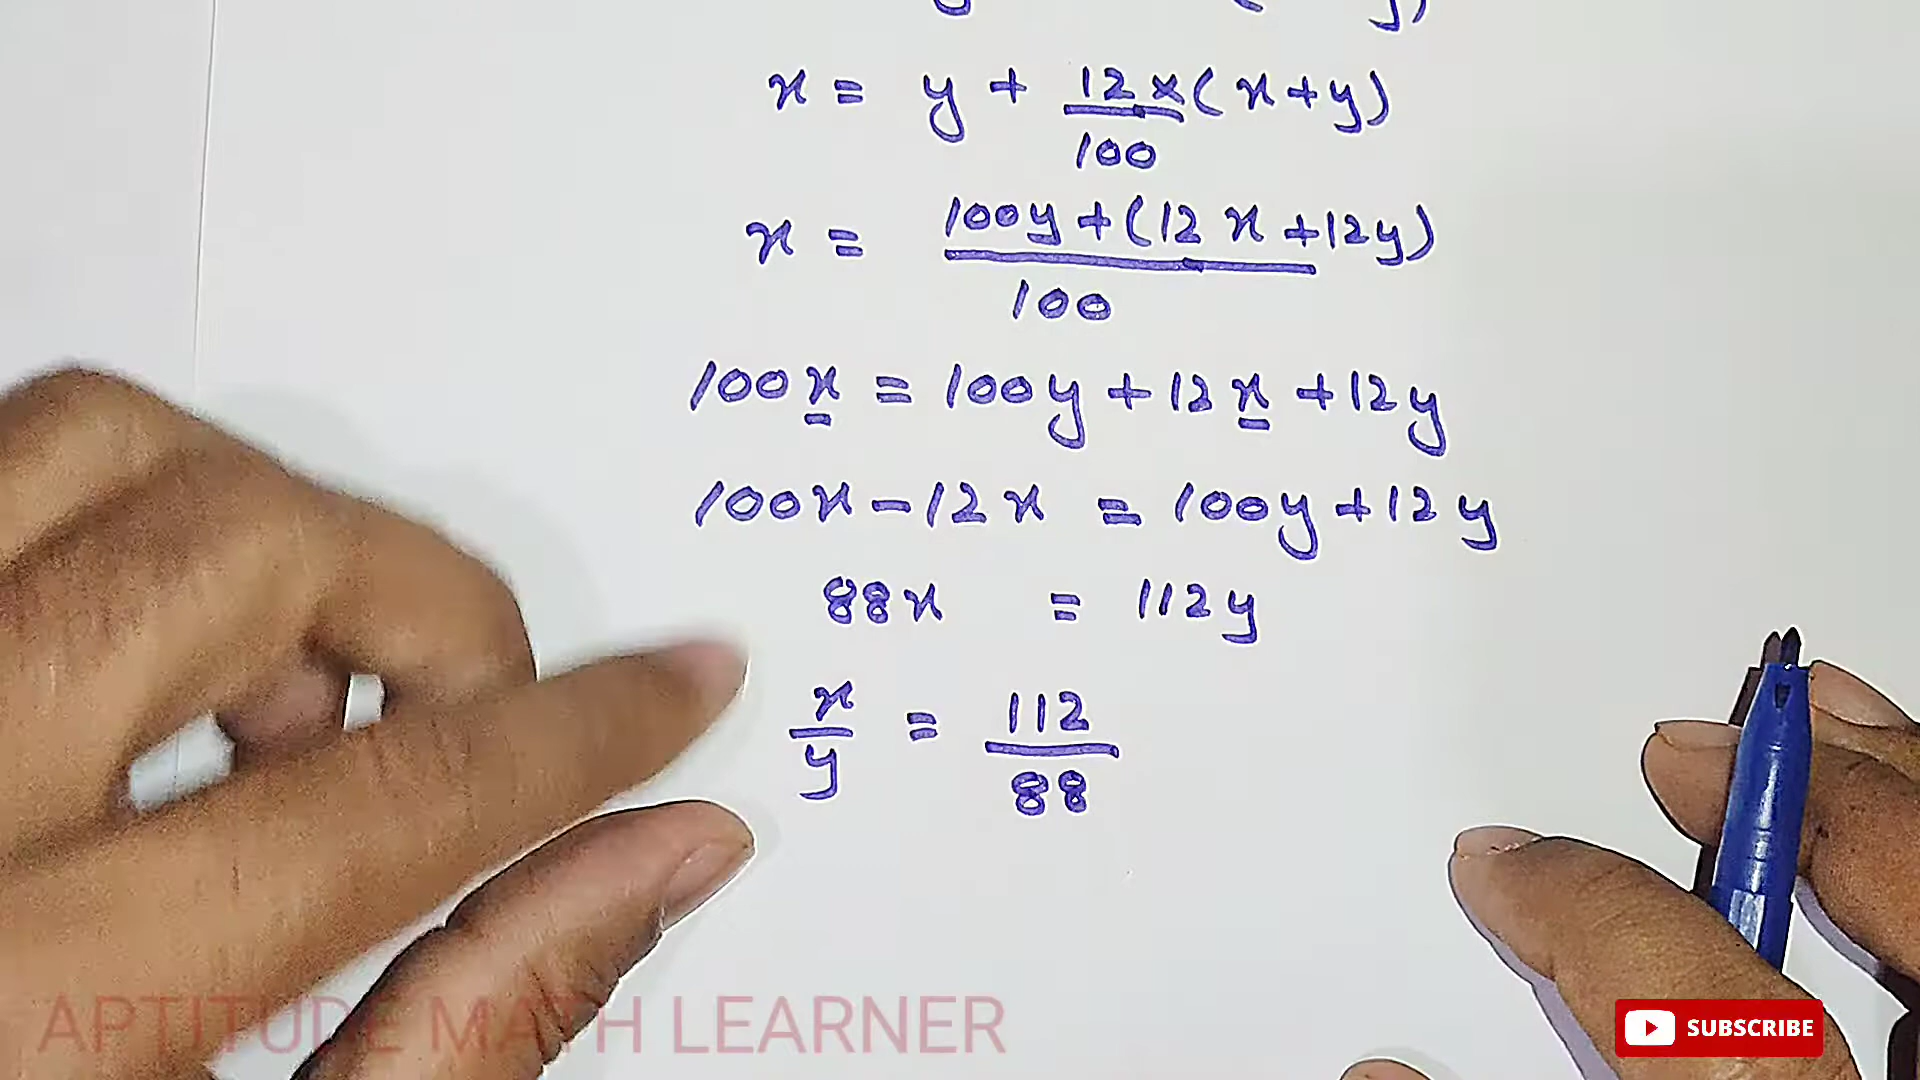 x = y + 12 × (x+y)
100
x = 100y + (12x + 12y)
100
100x = 100y + 12x + 12y
100x - 12x = 100y + 12y
88x = 112y
x = 112
y 88
APTITUDE MATH LEARNER
SUBSCRIBE